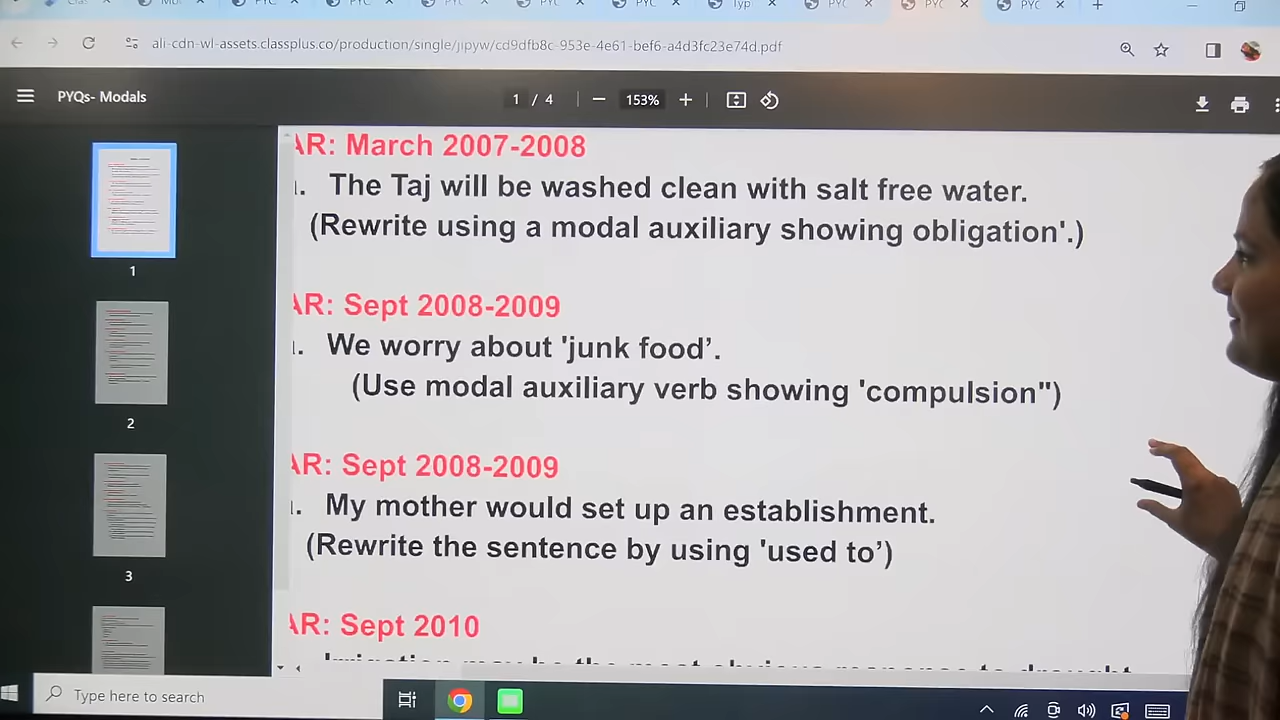 ali-cdn-wl-assets.classplus.co/production/single/jipyw/cd9dfb8c-953e-4e61-bef6-a4d3fc23e74d.pdf
PYQs- Modals
1 / 4
153%
AR: March 2007-2008
The Taj will be washed clean with salt free water.
(Rewrite using a modal auxiliary showing obligation'.)
AR: Sept 2008-2009
We worry about 'junk food’.
(Use modal auxiliary verb showing 'compulsion")
AR: Sept 2008-2009
My mother would set up an establishment.
(Rewrite the sentence by using 'used to’)
AR: Sept 2010
1
2
3
Type here to search